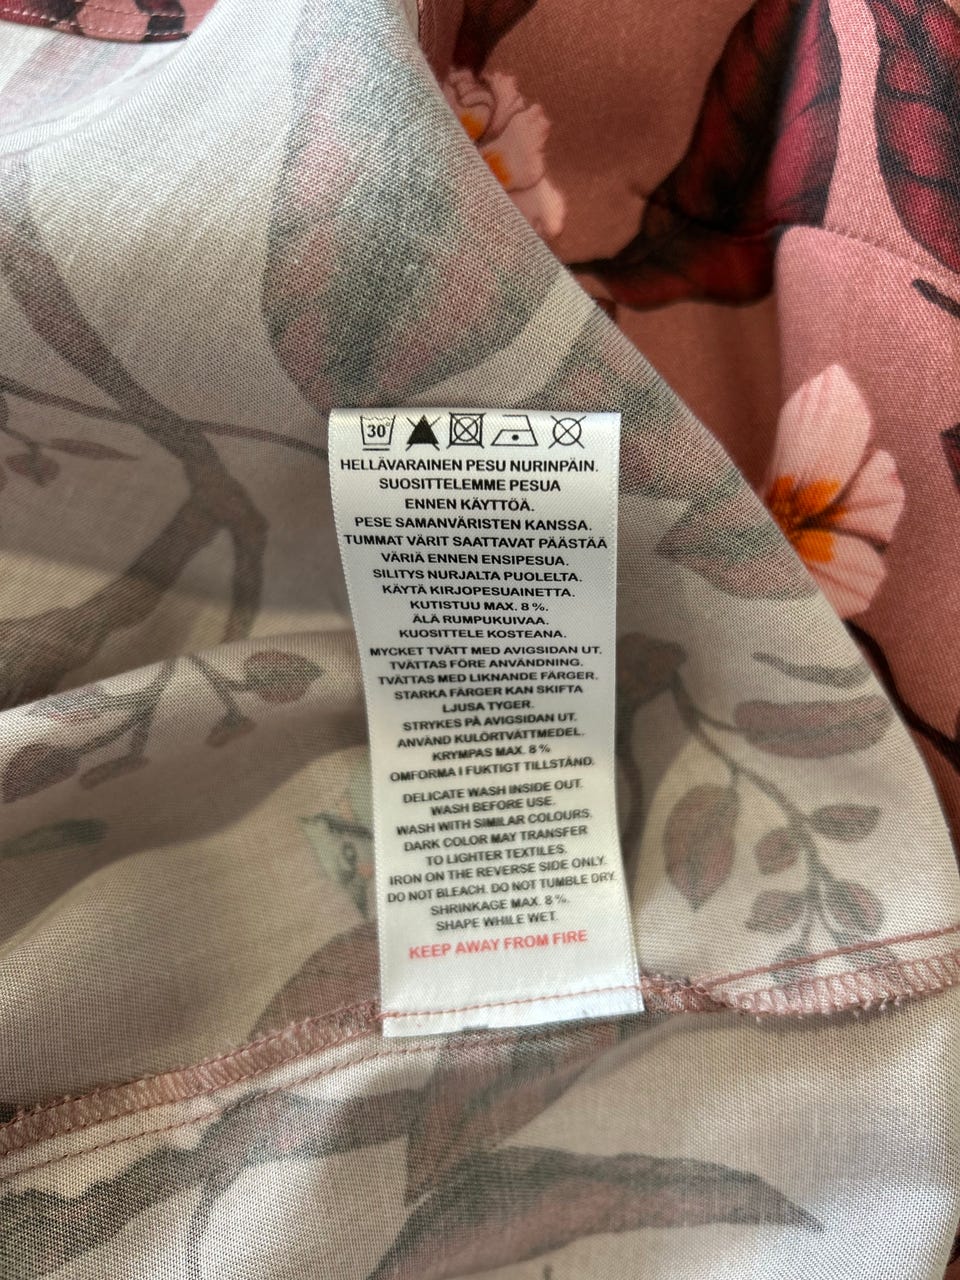 30°
HELLÄVARAINEN PESU NURINPÄIN.
SUOSITTELEMME PESUA
ENNEN KÄYTTÖÄ.
PESE SAMANVÄRISTEN KANSSA.
TUMMAT VÄRIT SAATTAVAT PÄÄSTÄÄ
VÄRIÄ ENNEN ENSIPESUA.
SILITYS NURJALTA PUOLELTA.
KÄYTÄ KIRJOPESUAINETTA.
KUTISTUU MAX. 8 %.
ÄLÄ RUMPUKUIVAA.
KUOSITTELE KOSTEANA.
MYCKET TVÄTT MED AVIGSIDAN UT.
TVÄTTAS FÖRE ANVÄNDNING.
TVÄTTAS MED LIKNANDE FÄRGER.
STARKA FÄRGER KAN SKIFTA
LJUSA TYGER.
STRYKES PÅ AVIGSIDAN UT.
ANVÄND KULÖRTVÄTTMEDEL.
KRYMPAS MAX. 8 %
OMFORMA I FUKTIGT TILLSTÅND.
DELICATE WASH INSIDE OUT.
WASH BEFORE USE.
WASH WITH SIMILAR COLOURS.
DARK COLOR MAY TRANSFER
TO LIGHTER TEXTILES.
IRON ON THE REVERSE SIDE ONLY.
DO NOT BLEACH. DO NOT TUMBLE DRY.
SHRINKAGE MAX. 8 %.
SHAPE WHILE WET.
KEEP AWAY FROM FIRE